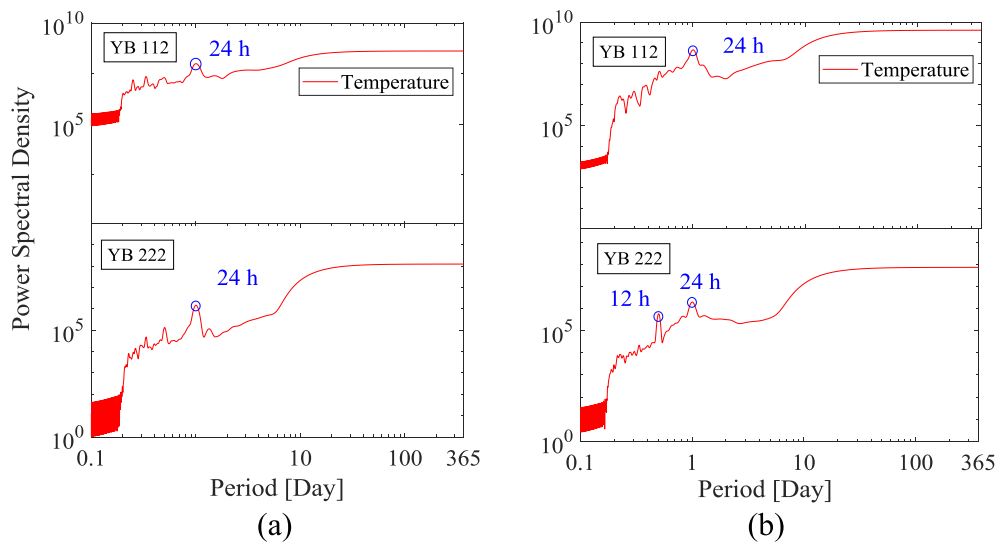 10^10
YB 112
24 h
Temperature
10^5
YB 222
24 h
10^5
10^0
0.1
10
100
365
Power Spectral Density
Period [Day]
(a)
10^10
YB 112
24 h
Temperature
10^5
YB 222
12 h
24 h
10^5
10^0
0.1
1
10
100
365
Period [Day]
(b)